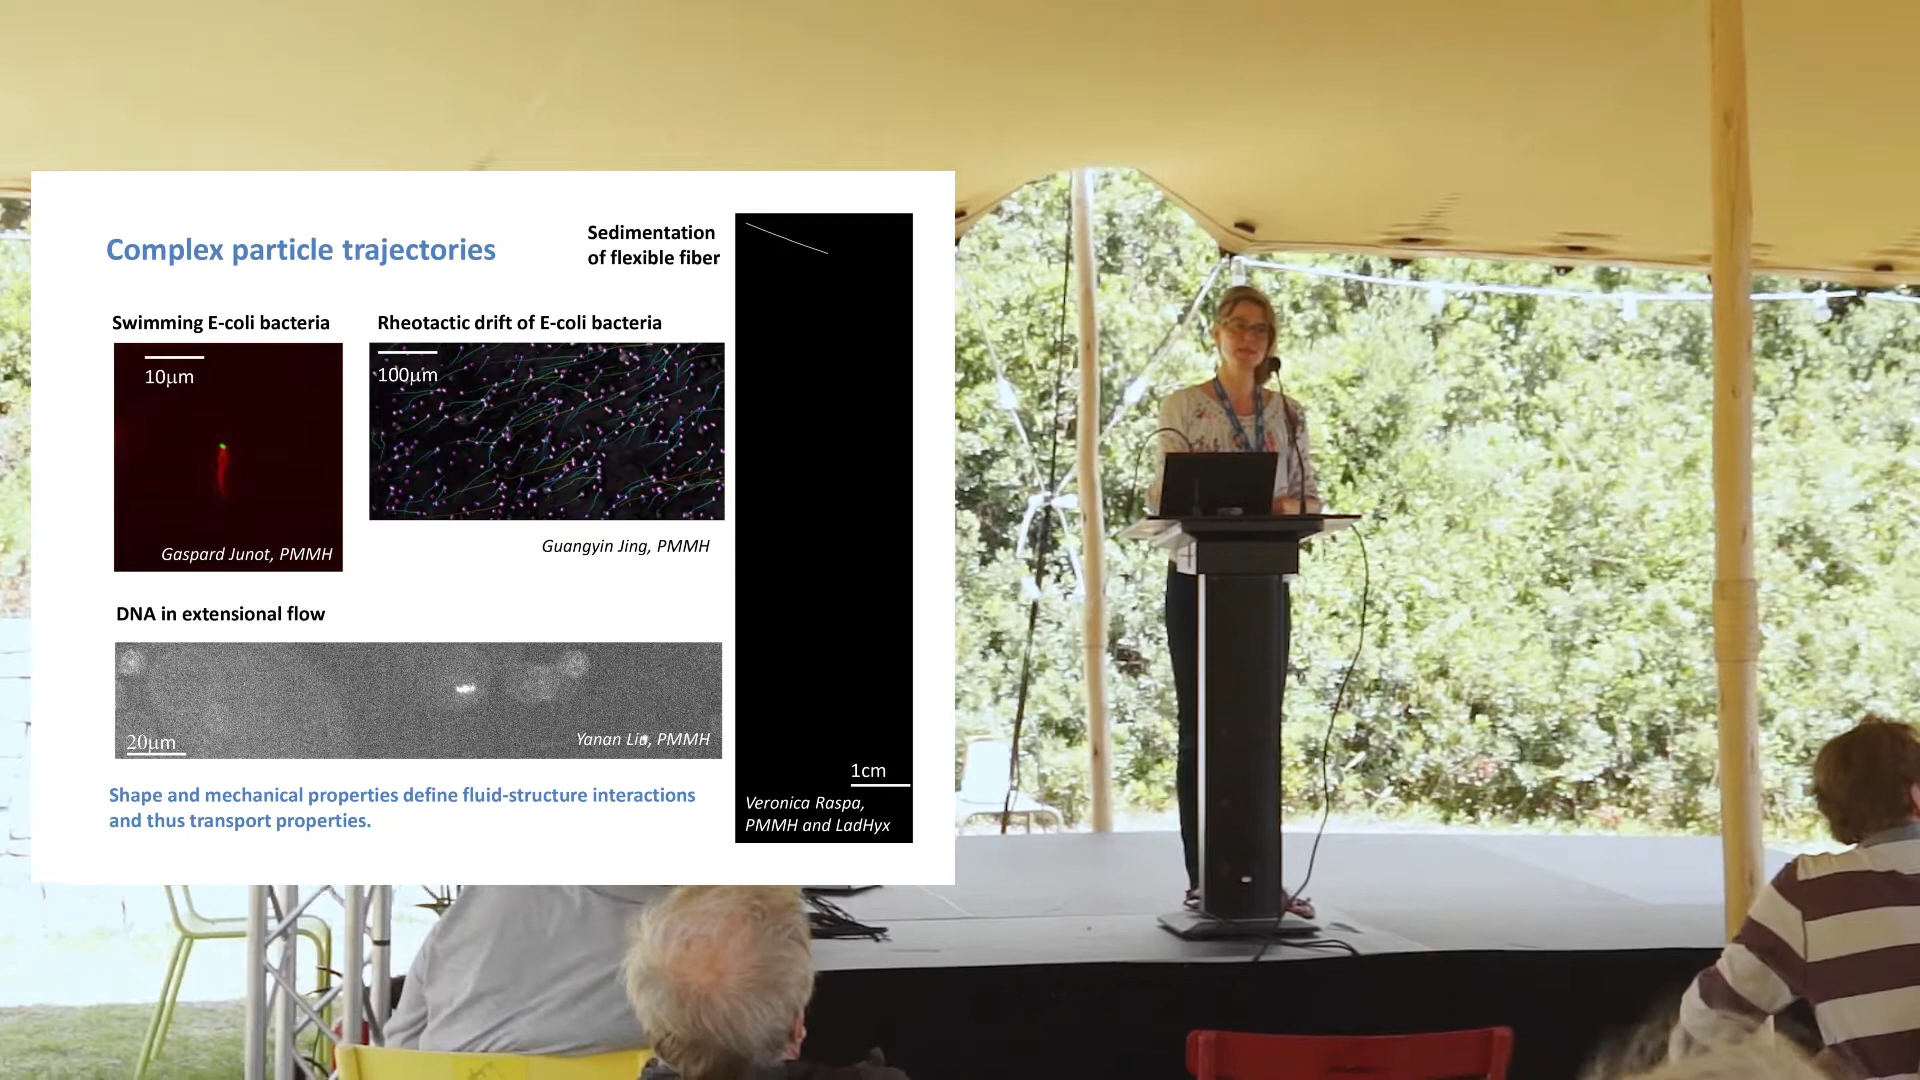 Complex particle trajectories
Sedimentation
of flexible fiber
Swimming E-coli bacteria
10µm
Gaspard Junot, PMMH
Rheotactic drift of E-coli bacteria
100µm
Guangyin Jing, PMMH
DNA in extensional flow
20µm
Yanan Liu, PMMH
Shape and mechanical properties define fluid-structure interactions
and thus transport properties.
1cm
Veronica Raspa,
PMMH and LadHyx